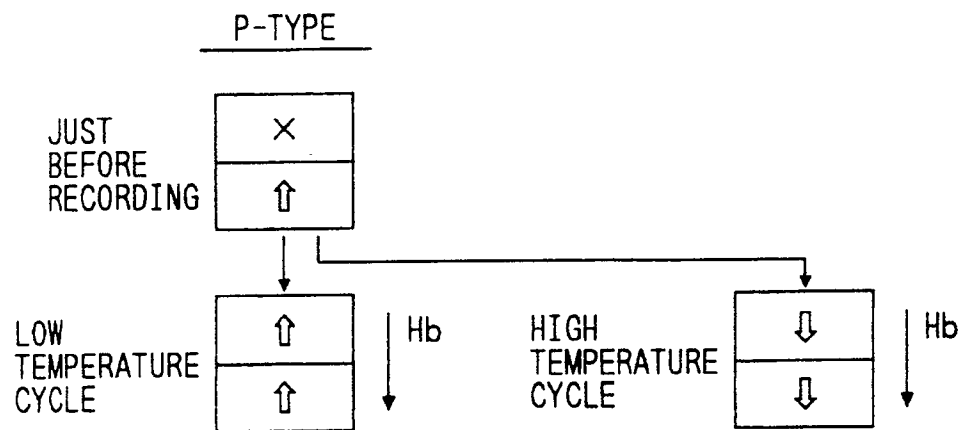 P-TYPE
JUST
BEFORE
RECORDING
×
LOW
TEMPERATURE
CYCLE
Hb
HIGH
TEMPERATURE
CYCLE
Hb